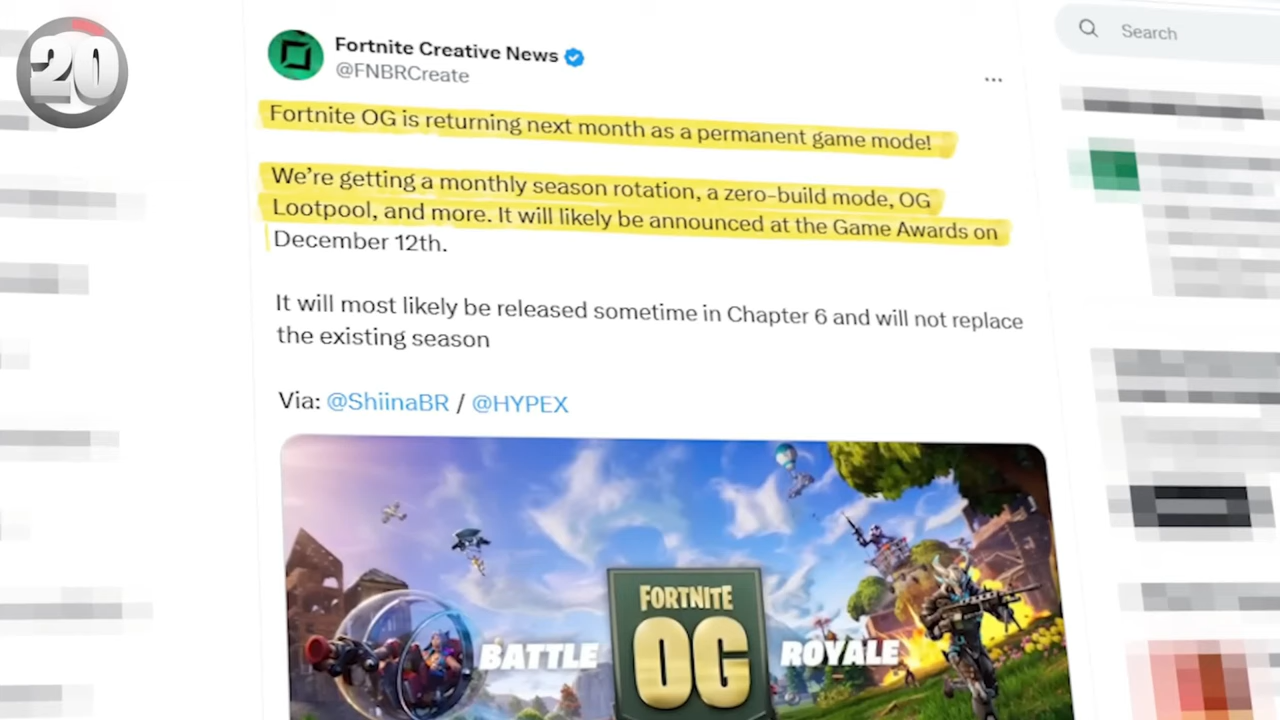 20
Fortnite Creative News
@FNBRCreate
Search
Fortnite OG is returning next month as a permanent game mode!
We're getting a monthly season rotation, a zero-build mode, OG
Lootpool, and more. It will likely be announced at the Game Awards on
December 12th.
It will most likely be released sometime in Chapter 6 and will not replace
the existing season
Via: @ShiinaBR / @HYPEX
FORTNITE
BATTLE OG ROYALE